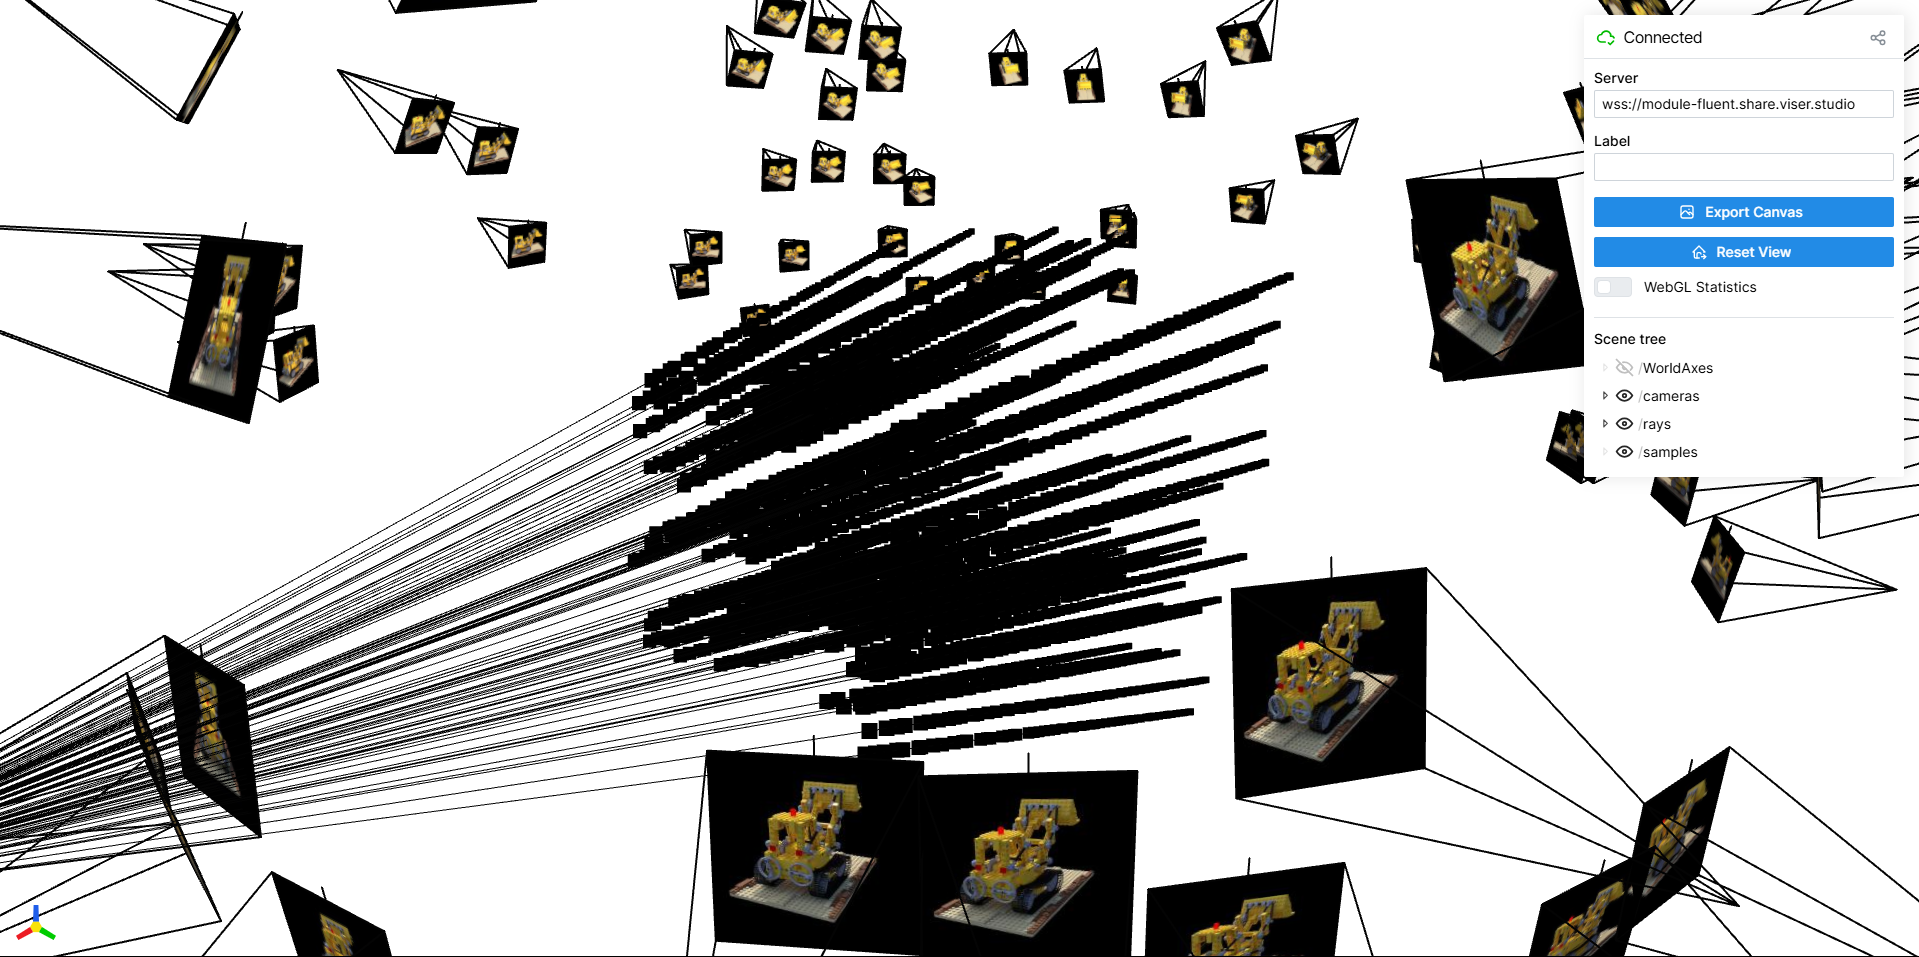 Connected
Server
wss://module-fluent.share.viser.studio
Label
Export Canvas
Reset View
WebGL Statistics
Scene tree
/WorldAxes
/cameras
/rays
/samples